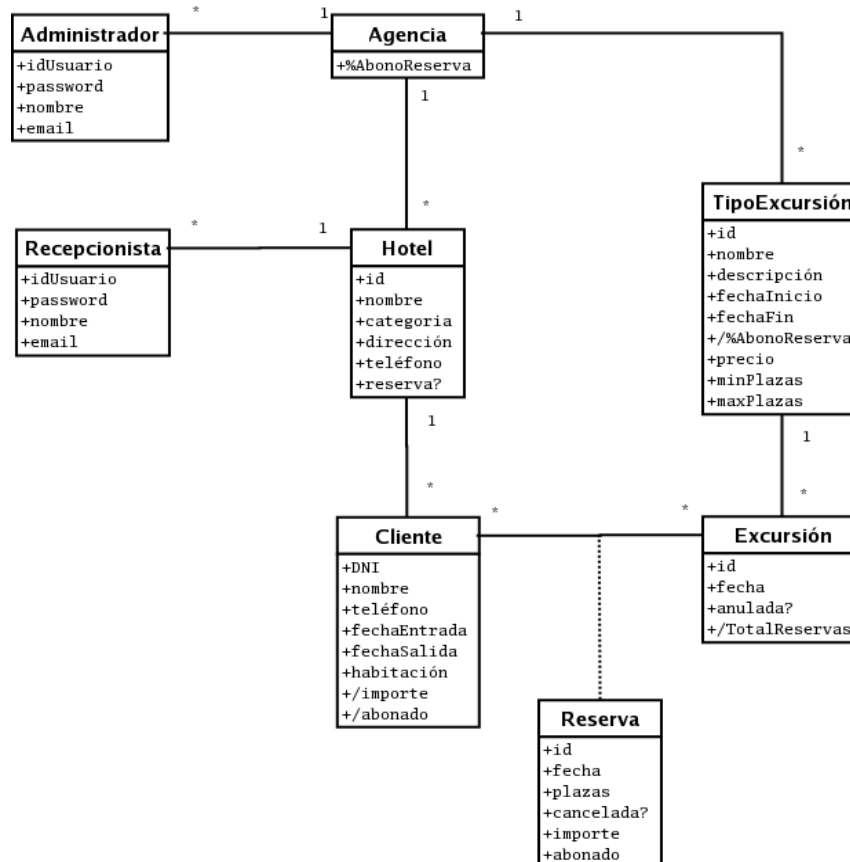 Administrador
+idUsuario
+password
+nombre
+email
*
1
Agencia
+%AbonoReserva
1
*
1
*
TipoExcursión
+id
+nombre
+descripción
+fechaInicio
+fechaFin
+/%AbonoReserva
+precio
+minPlazas
+maxPlazas
Recepcionista
+idUsuario
+password
+nombre
+email
*
1
Hotel
+id
+nombre
+categoria
+dirección
+teléfono
+reserva?
1
*
1
*
Cliente
+DNI
+nombre
+teléfono
+fechaEntrada
+fechaSalida
+habitación
+/importe
+/abonado
*
*
Excursión
+id
+fecha
+anulada?
+/TotalReservas
Reserva
+id
+fecha
+plazas
+cancelada?
+importe
+abonado